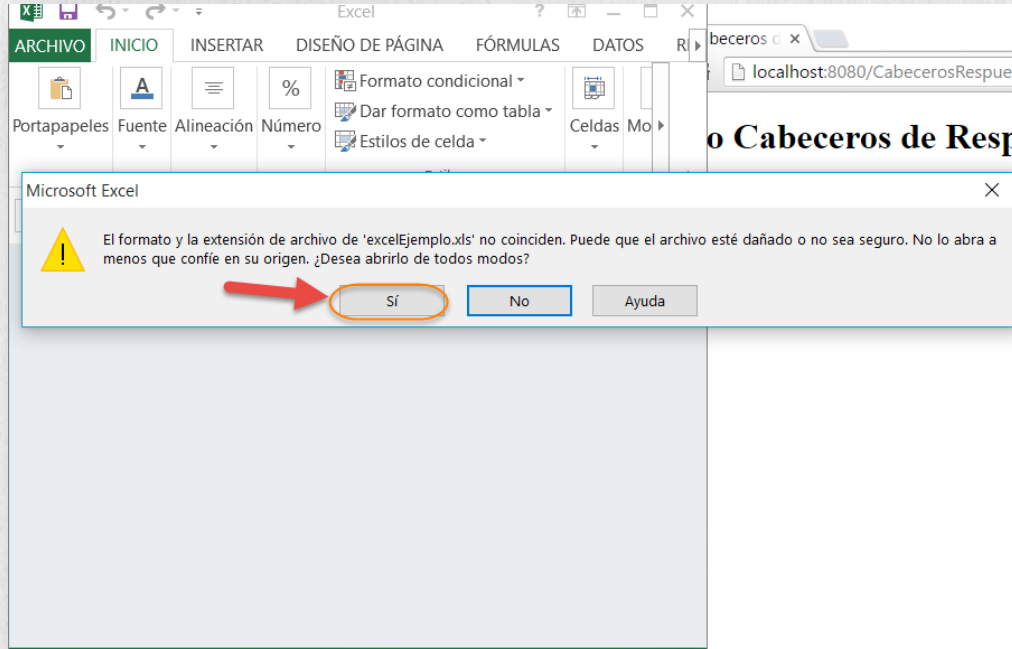 Excel
ARCHIVO INICIO INSERTAR DISEÑO DE PÁGINA FÓRMULAS DATOS
Formato condicional
Dar formato como tabla
Estilos de celda
Portapapeles Fuente Alineación Número
Celdas Mo
beceros d
localhost:8080/CabecerosRespue
o Cabeceros de Resp
Microsoft Excel
El formato y la extensión de archivo de 'excelEjemplo.xls' no coinciden. Puede que el archivo esté dañado o no sea seguro. No lo abra a
menos que confíe en su origen. ¿Desea abrirlo de todos modos?
Sí No Ayuda